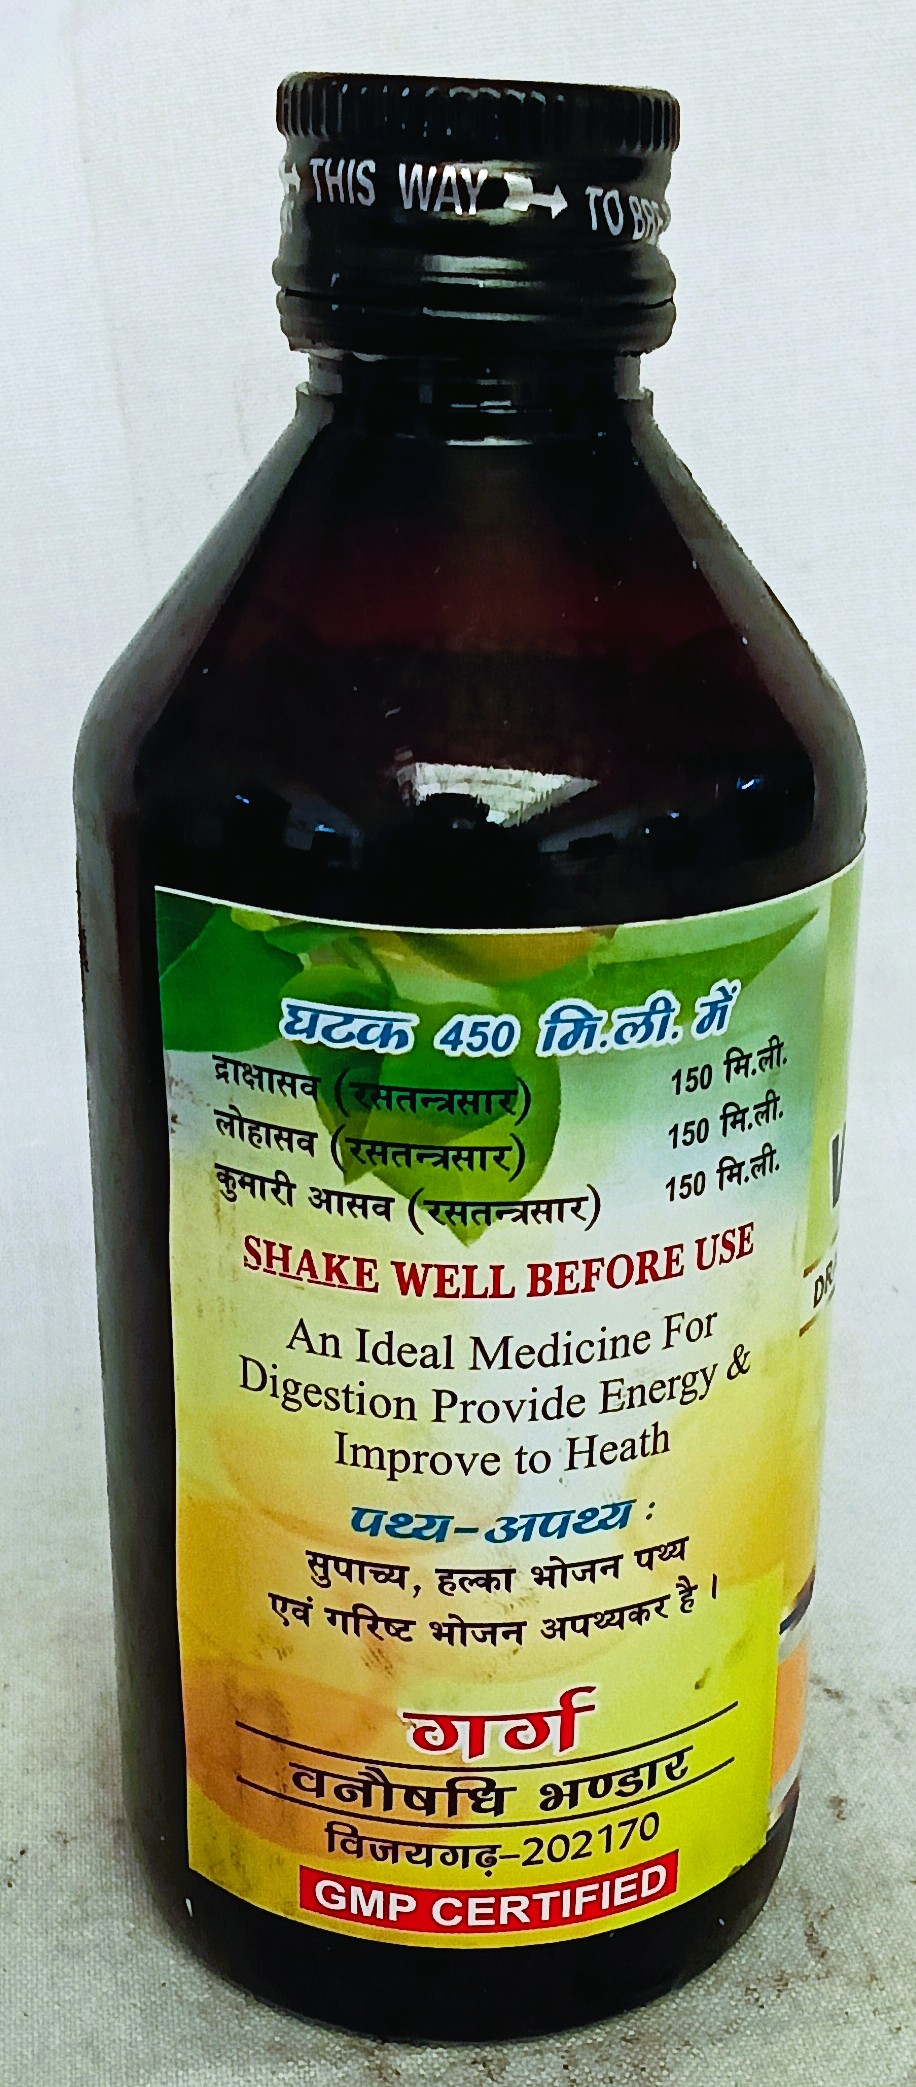 THIS WAY
TO
घटक 450 मि.ली. में
द्राक्षासव (रसतन्त्रसार) 150 मि.ली.
लोहासव (रसतन्त्रसार) 150 मि.ली.
कुमारी आसव (रसतन्त्रसार) 150 मि.ली.
SHAKE WELL BEFORE USE
An Ideal Medicine For
Digestion Provide Energy &
Improve to Heath
पथ्य-अपथ्य :
सुपाच्य, हल्का भोजन पथ्य
एवं गरिष्ट भोजन अपथ्यकर है ।
गर्ग
वनौषधि भण्डार
विजयगढ़-202170
GMP CERTIFIED